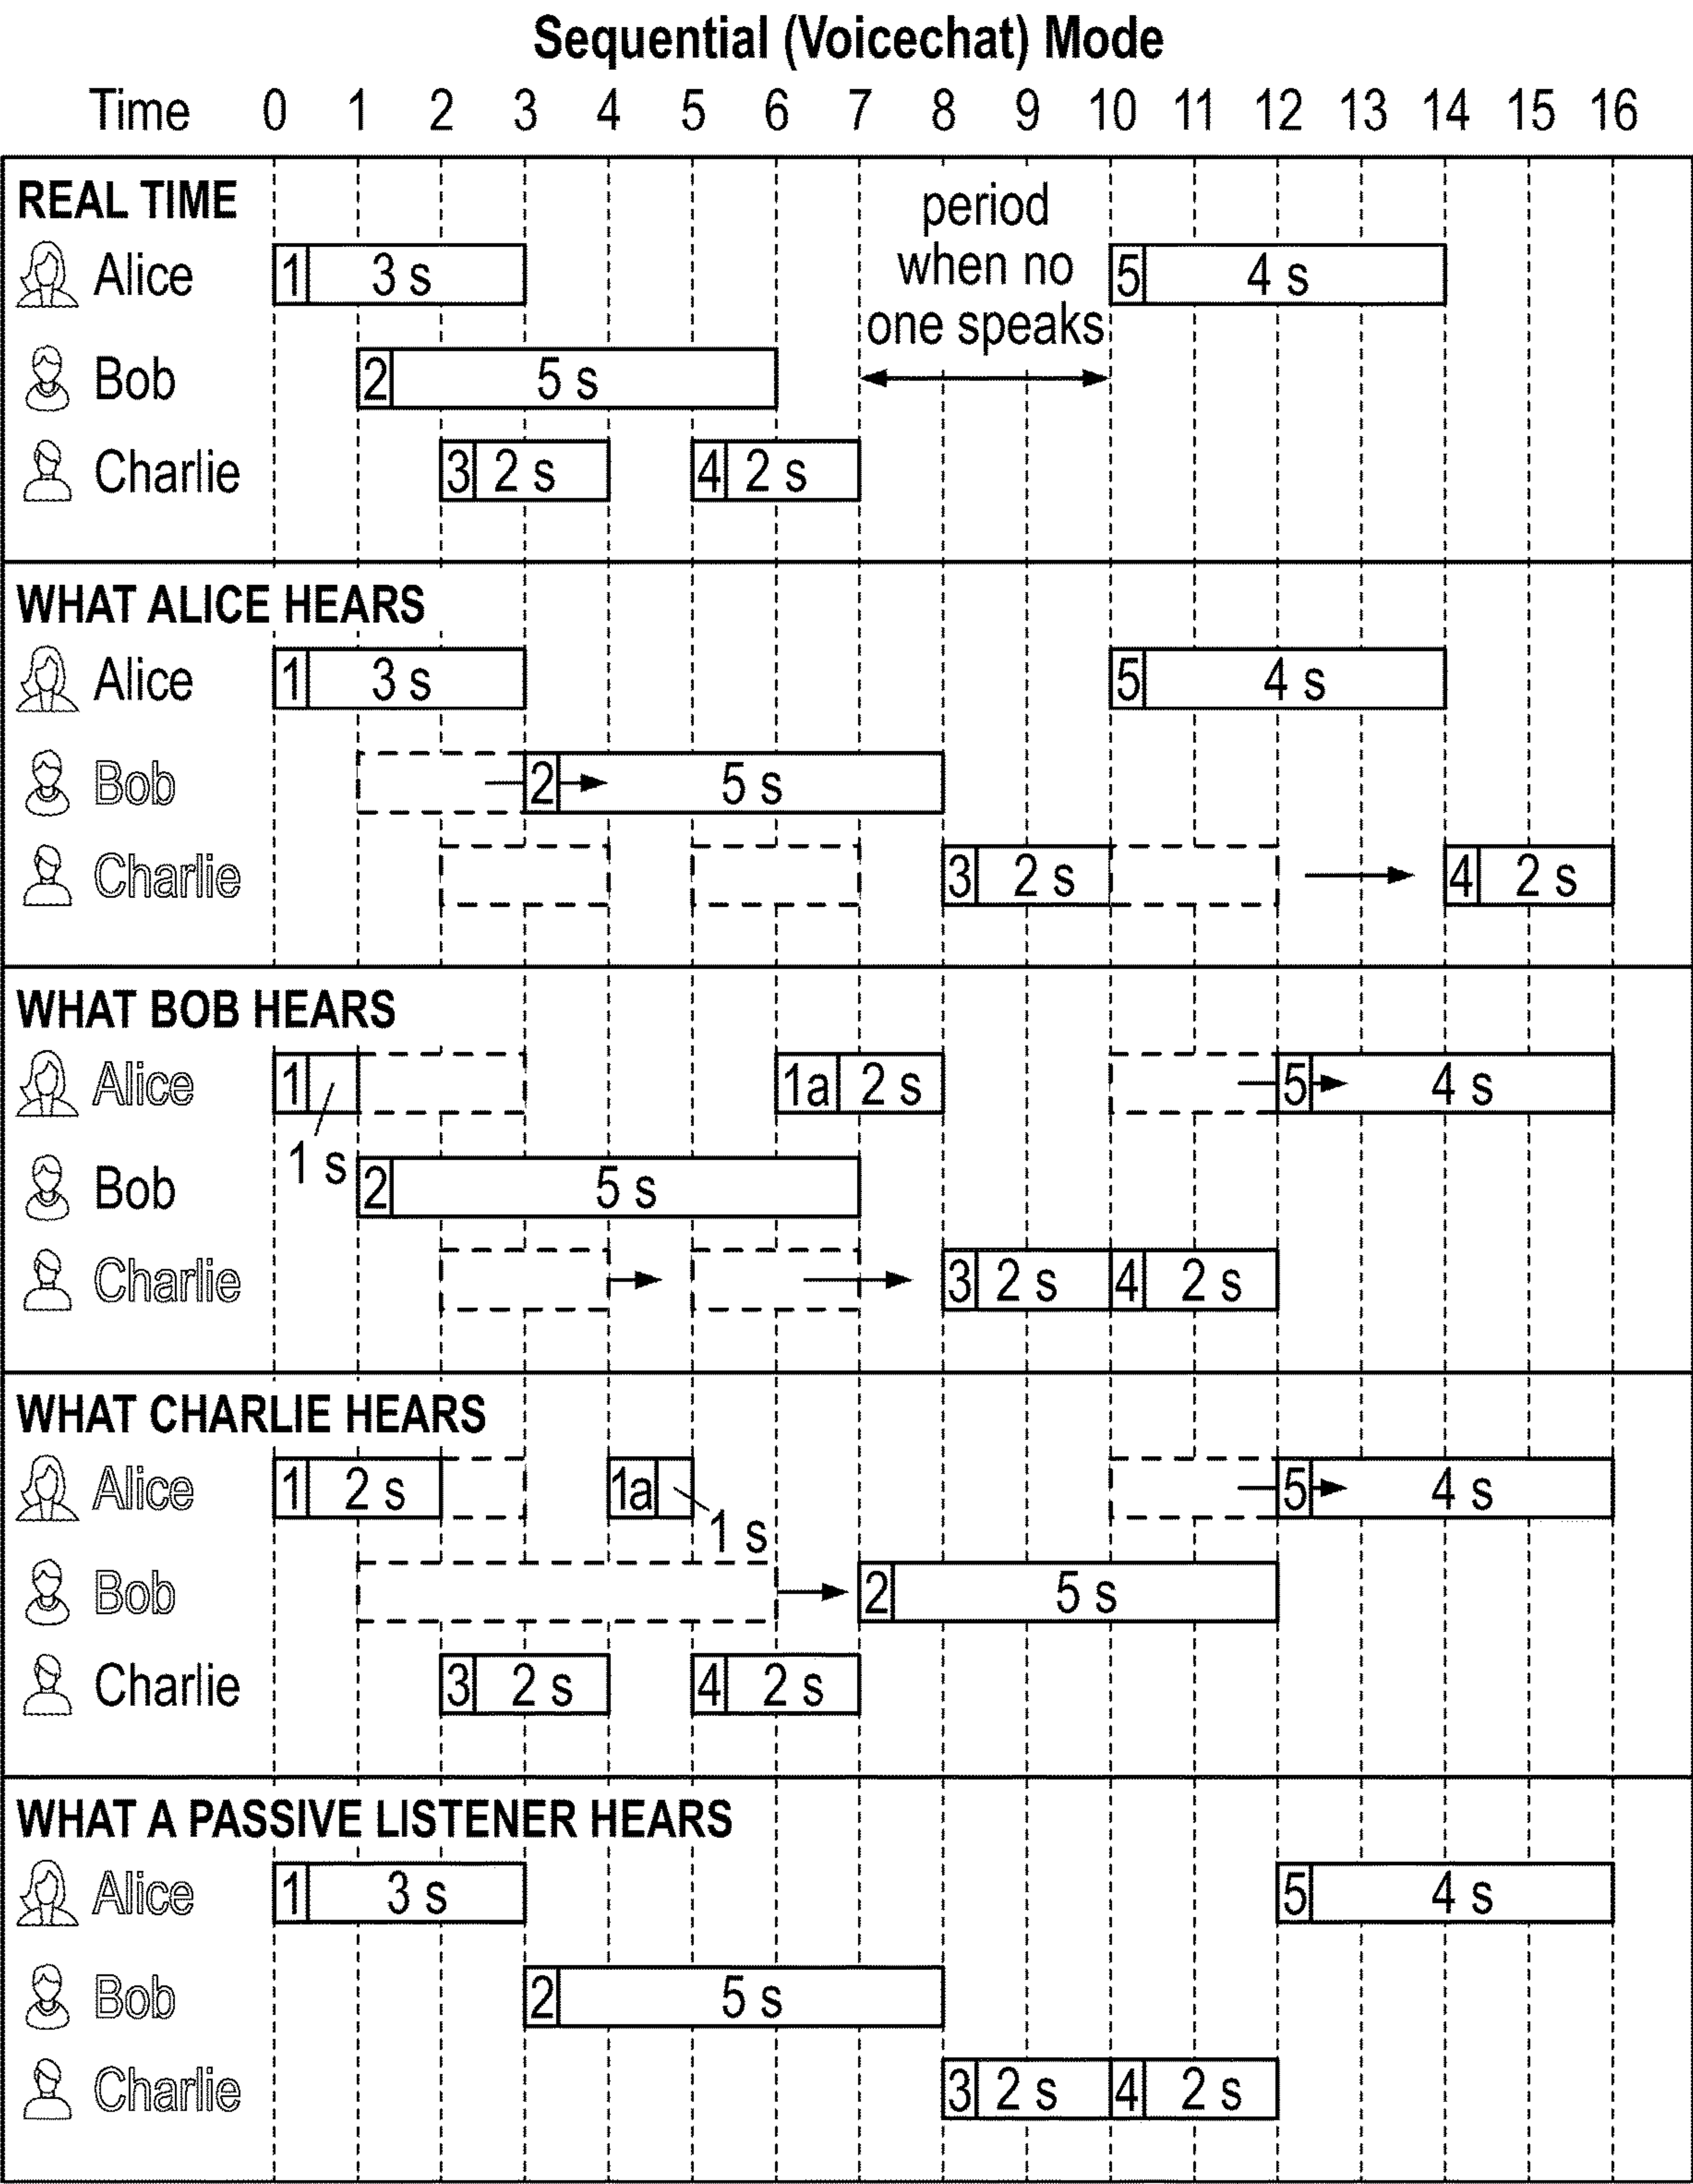 Sequential (Voicechat) Mode
Time 0 1 2 3 4 5 6 7 8 9 10 11 12 13 14 15 16
REAL TIME
period
when no
one speaks
Alice 1 3 s 5 4 s
Bob 2 5 s
Charlie 3 2 s 4 2 s
WHAT ALICE HEARS
Alice 1 3 s 5 4 s
Bob 2 5 s
Charlie 3 2 s 4 2 s
WHAT BOB HEARS
Alice 1 1a 2 s 5 4 s
1 s
Bob 2 5 s
Charlie 3 2 s 4 2 s
WHAT CHARLIE HEARS
Alice 1 2 s 1a 5 4 s
1 s
Bob 2 5 s
Charlie 3 2 s 4 2 s
WHAT A PASSIVE LISTENER HEARS
Alice 1 3 s 5 4 s
Bob 2 5 s
Charlie 3 2 s 4 2 s